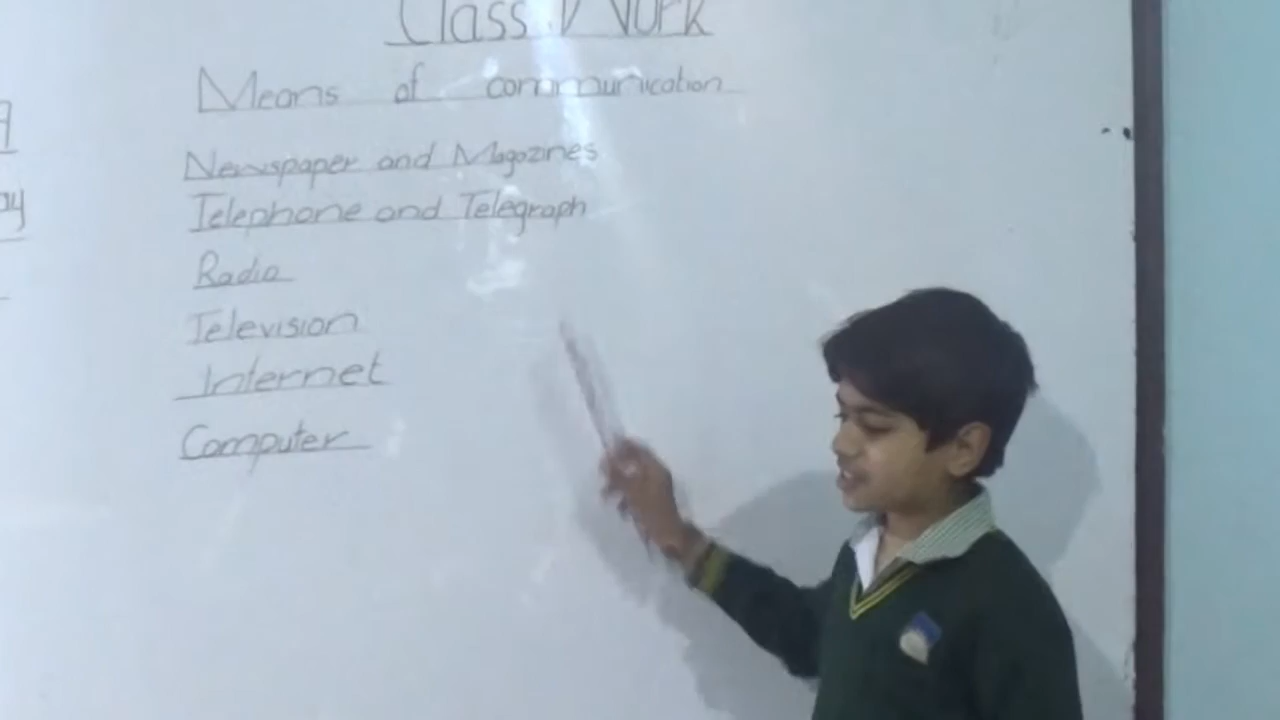 Class Work
Means of communication
Newspaper and Magazines
Telephone and Telegraph
Radio
Television
Internet
Computer